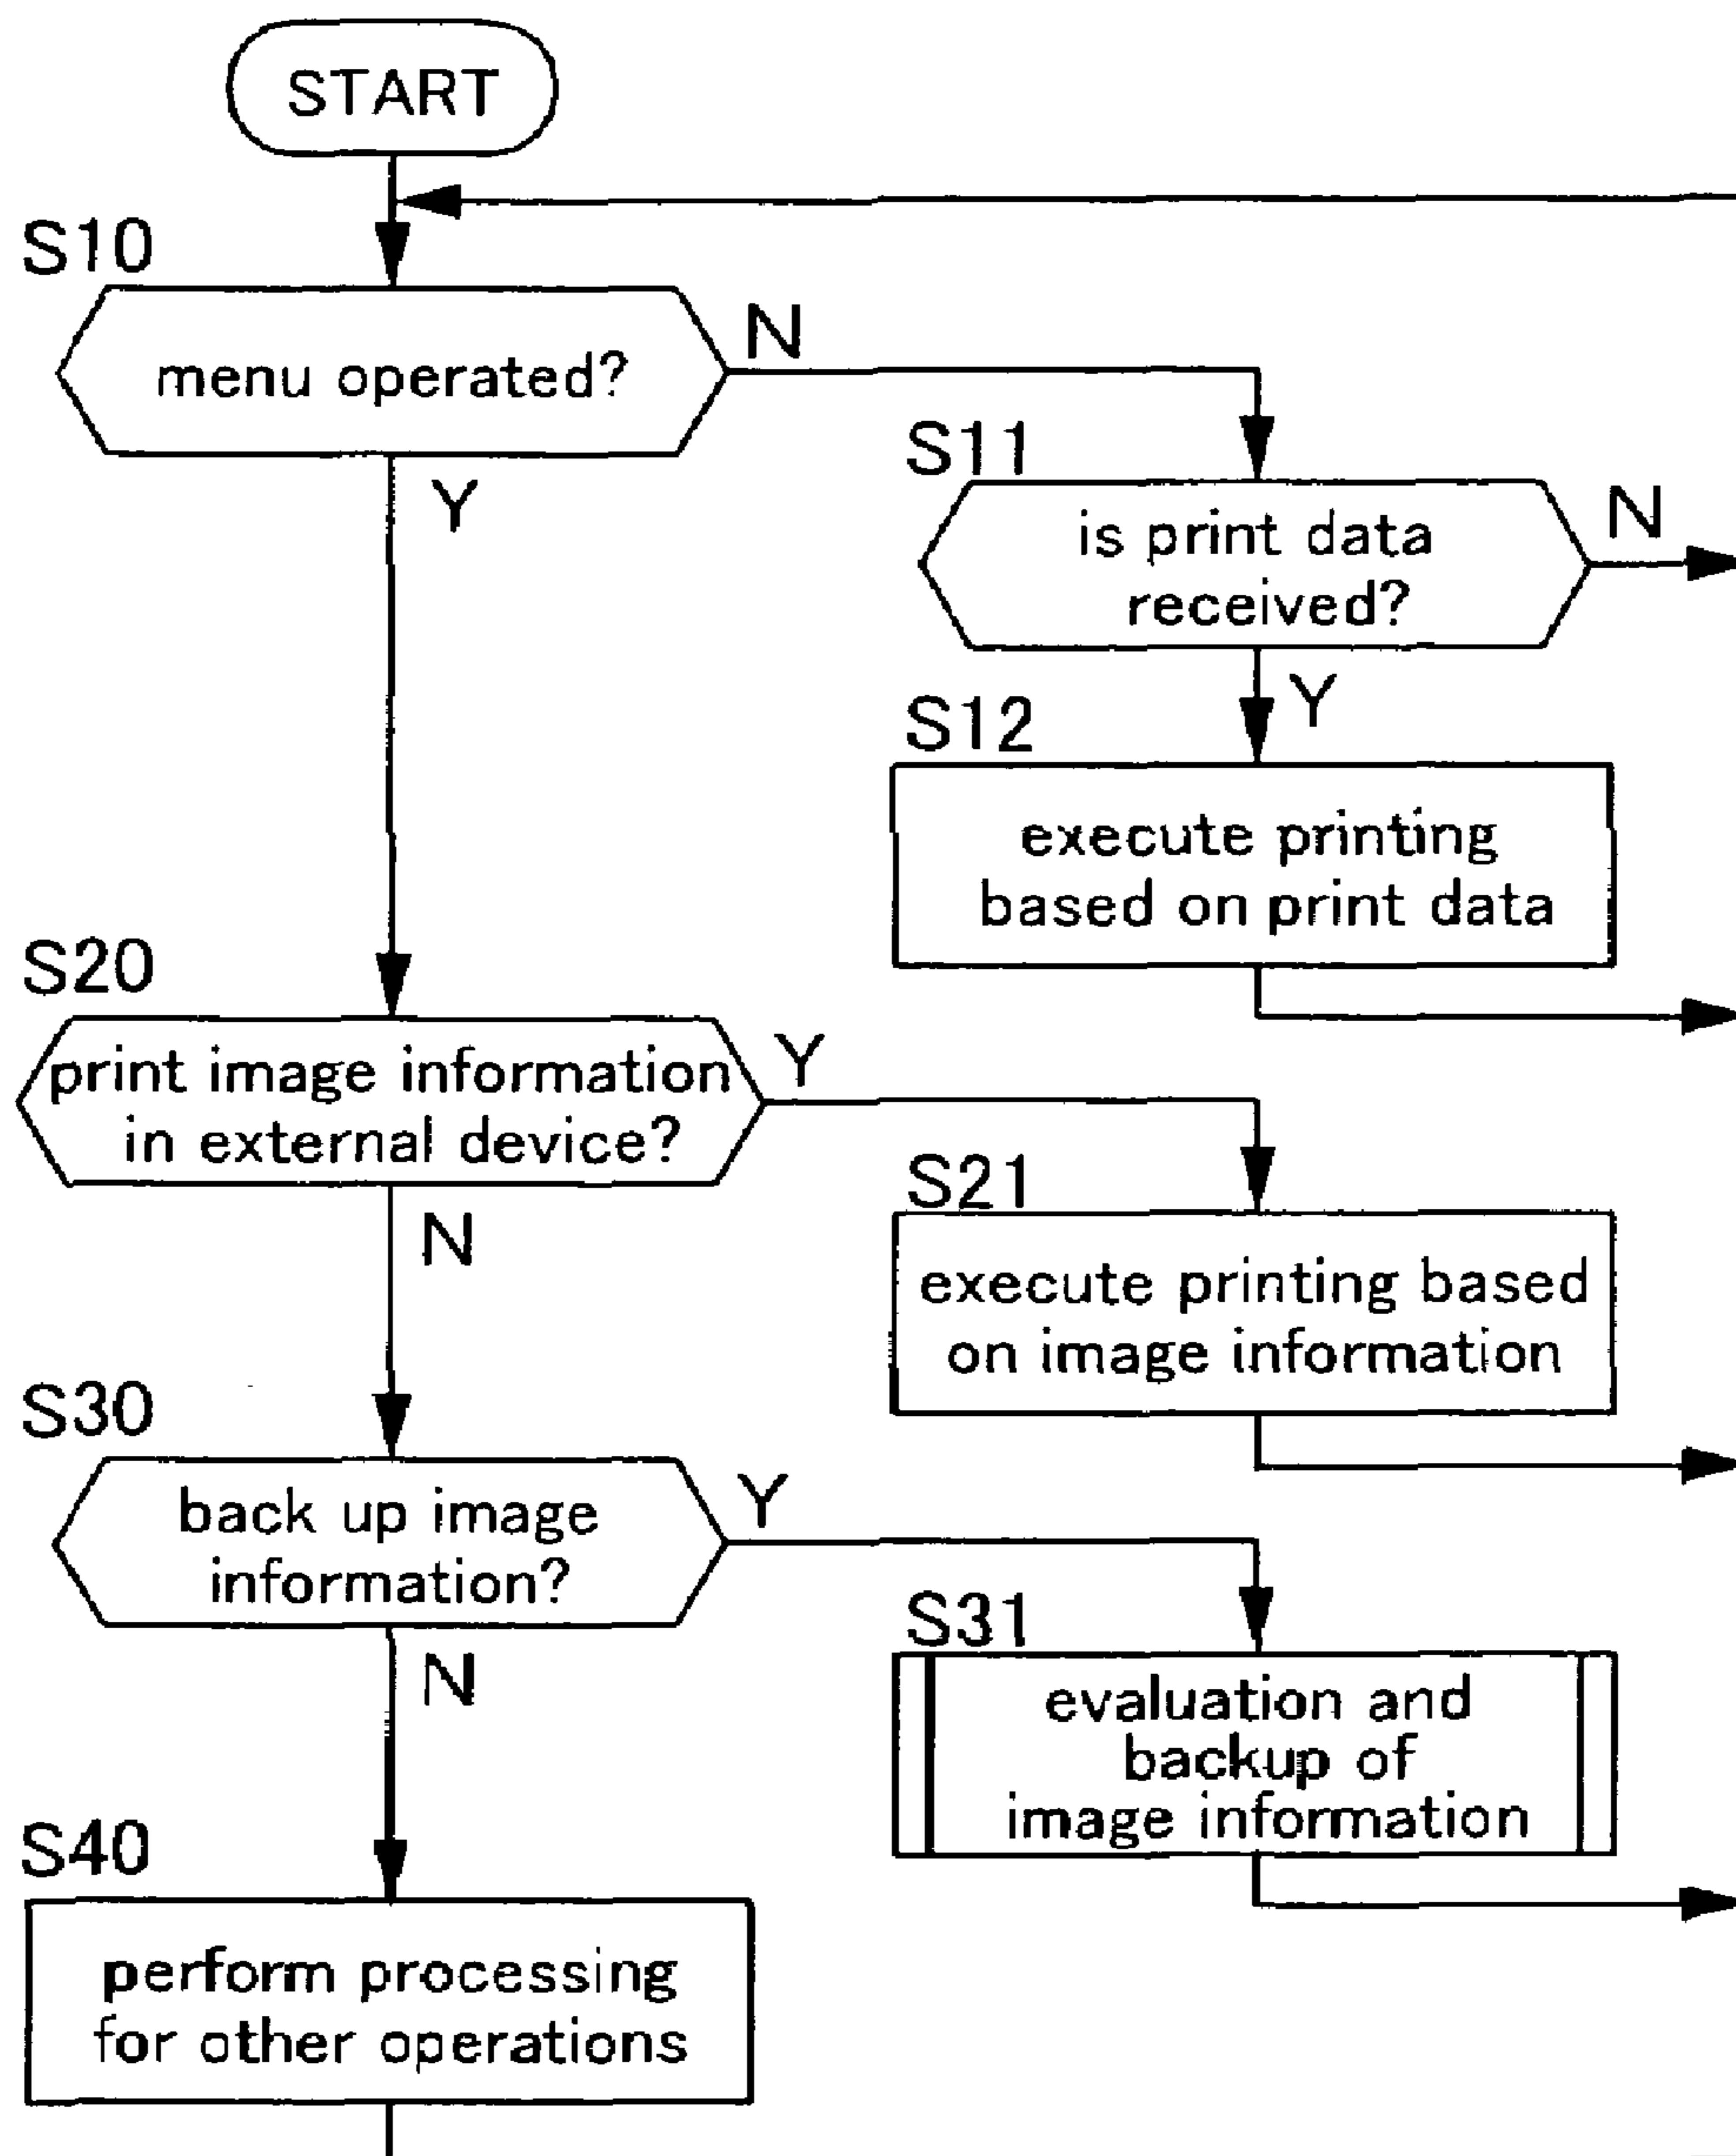 START
S10
menu operated?
N
Y
S11
is print data
received?
N
Y
S12
execute printing
based on print data
S20
print image information
in external device?
Y
N
S21
execute printing based
on image information
S30
back up image
information?
Y
N
S31
evaluation and
backup of
image information
S40
perform processing
for other operations